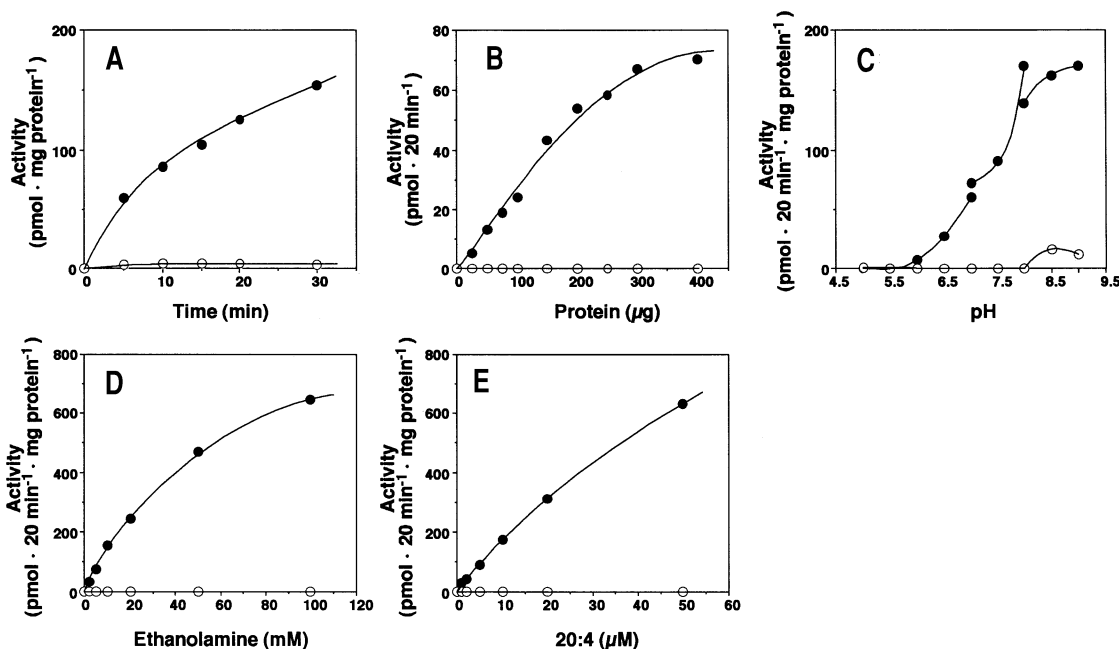 A
Activity
(pmol · mg protein-1)
200
100
0
0 10 20 30
Time (min)
B
Activity
(pmol · 20 min-1)
80
60
40
20
0
0 100 200 300 400
Protein (µg)
C
Activity
(pmol · 20 min-1 · mg protein-1)
200
100
0
4.5 5.5 6.5 7.5 8.5 9.5
pH
D
Activity
(pmol · 20 min-1 · mg protein-1)
800
600
400
200
0
0 20 40 60 80 100 120
Ethanolamine (mM)
E
Activity
(pmol · 20 min-1 · mg protein-1)
800
600
400
200
0
0 10 20 30 40 50 60
20:4 (µM)